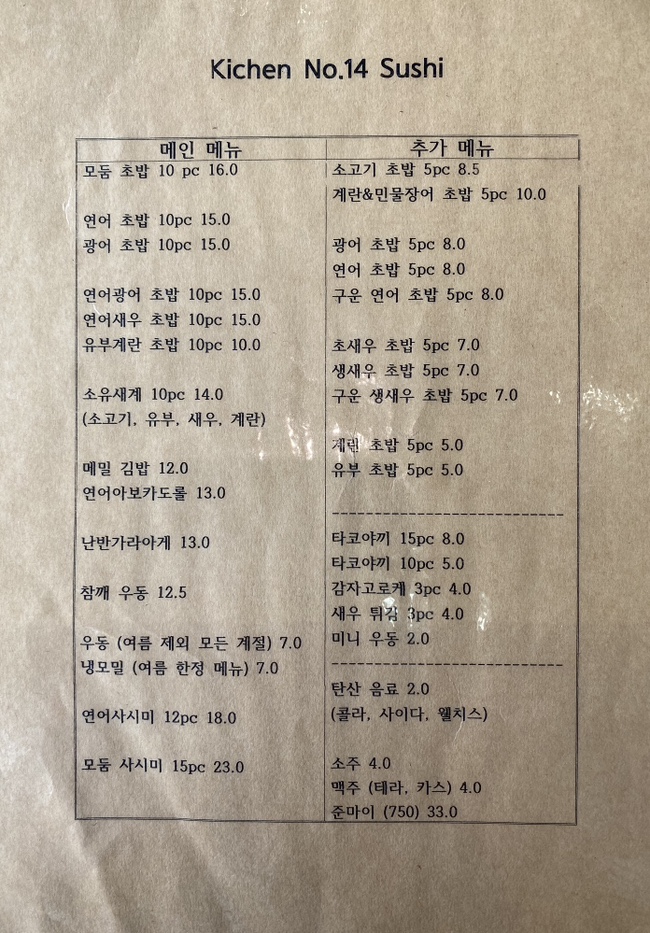 Kichen No.14 Sushi
메인 메뉴
모둠 초밥 10 pc 16.0
연어 초밥 10pc 15.0
광어 초밥 10pc 15.0
연어광어 초밥 10pc 15.0
연어새우 초밥 10pc 15.0
유부계란 초밥 10pc 10.0
소유새계 10pc 14.0
(소고기, 유부, 새우, 계란)
메밀 김밥 12.0
연어아보카도롤 13.0
난반가라아게 13.0
참깨 우동 12.5
우동 (여름 제외 모든 계절) 7.0
냉모밀 (여름 한정 메뉴) 7.0
연어사시미 12pc 18.0
모둠 사시미 15pc 23.0
추가 메뉴
소고기 초밥 5pc 8.5
계란&민물장어 초밥 5pc 10.0
광어 초밥 5pc 8.0
연어 초밥 5pc 8.0
구운 연어 초밥 5pc 8.0
초새우 초밥 5pc 7.0
생새우 초밥 5pc 7.0
구운 생새우 초밥 5pc 7.0
계란 초밥 5pc 5.0
유부 초밥 5pc 5.0
타코야끼 15pc 8.0
타코야끼 10pc 5.0
감자고로케 3pc 4.0
새우 튀김 3pc 4.0
미니 우동 2.0
탄산 음료 2.0
(콜라, 사이다, 웰치스)
소주 4.0
맥주 (테라, 카스) 4.0
준마이 (750) 33.0